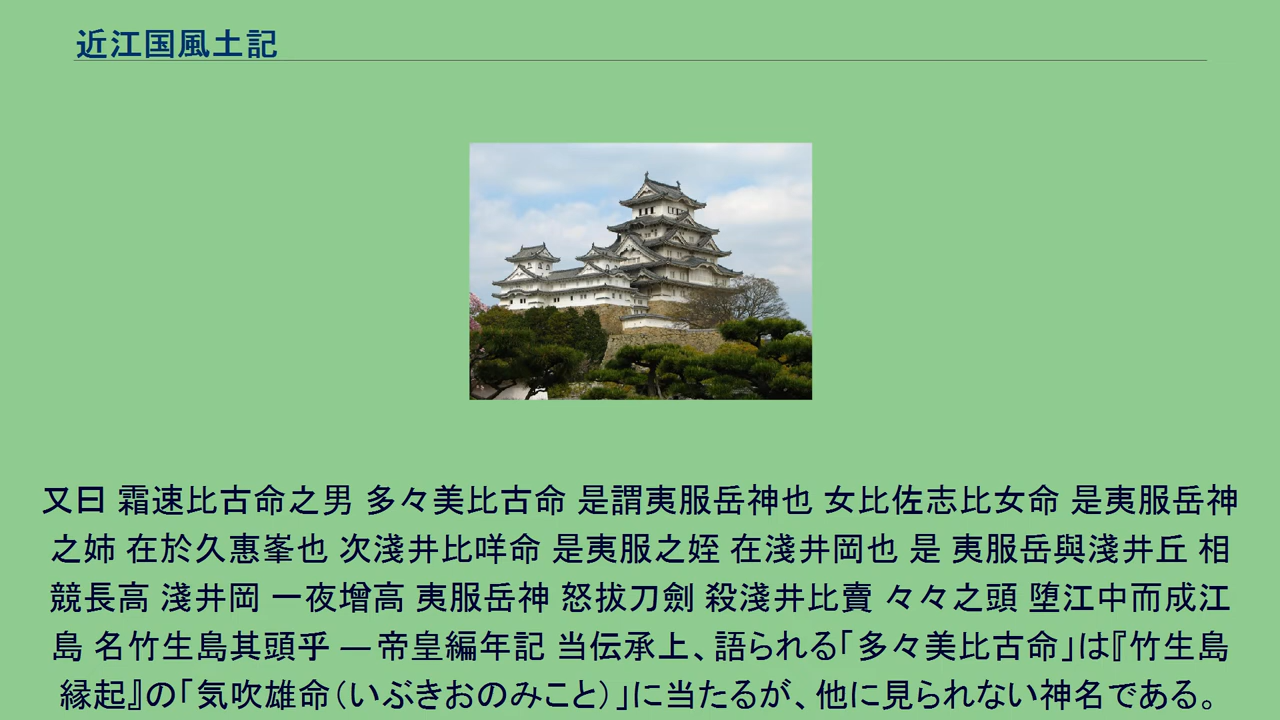 近江国風土記
又曰 霜速比古命之男 多々美比古命 是謂夷服岳神也 女比佐志比女命 是夷服岳神
之姉 在於久惠峯也 次淺井比咩命 是夷服之姪 在淺井岡也 是 夷服岳與淺井丘 相
競長高 淺井岡 一夜增高 夷服岳神 怒拔刀劍 殺淺井比賣 々々之頭 堕江中而成江
島 名竹生島其頭乎 ― 帝皇編年記 当伝承上、語られる「多々美比古命」は『竹生島
縁起』の「気吹雄命（いぶきおのみこと）」に当たるが、他に見られない神名である。